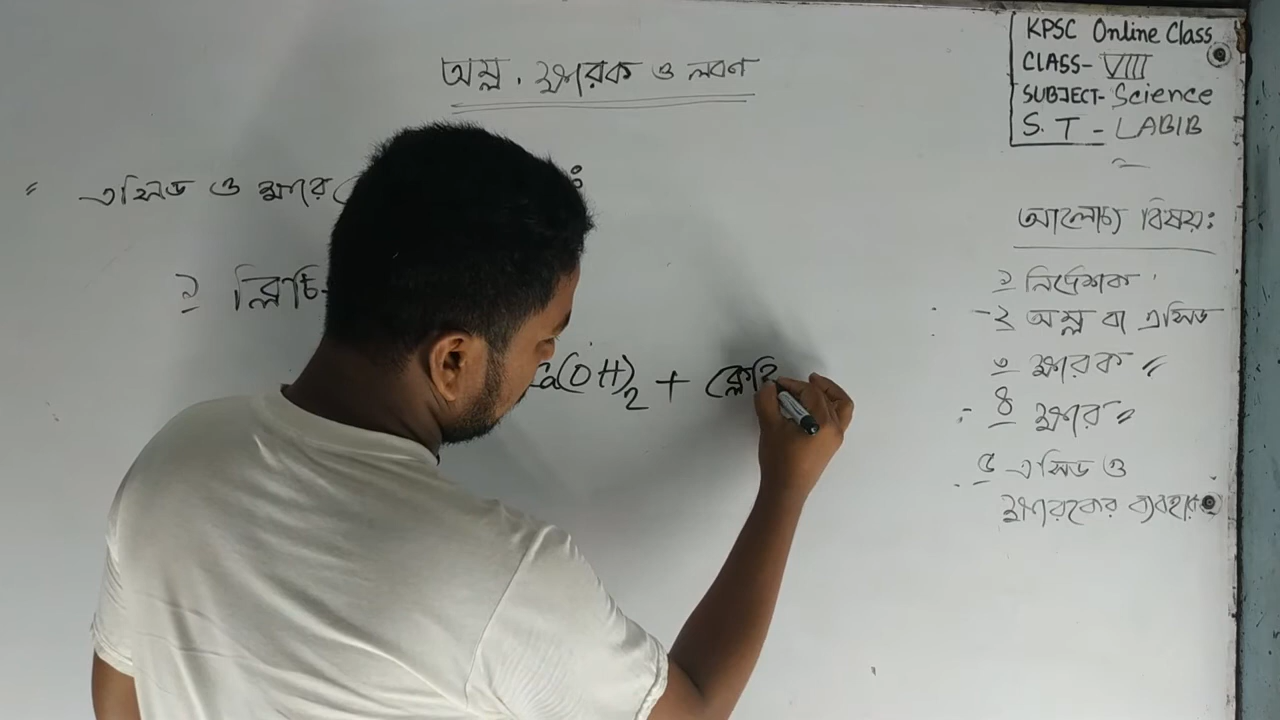 অম্ল, ক্ষারক ও লবণ
KPSC Online Class
CLASS- VIII
SUBJECT- Science
S. T - LABIB
" এসিড ও
১ ব্লিচিং
Ca(OH)2 + ক্লোরি
আলোচ্য বিষয়ঃ
১ নির্দেশক
২ অম্ল বা এসিড
৩ ক্ষারক
৪ ক্ষার
৫ এসিড ও
ক্ষারকের ব্যবহার